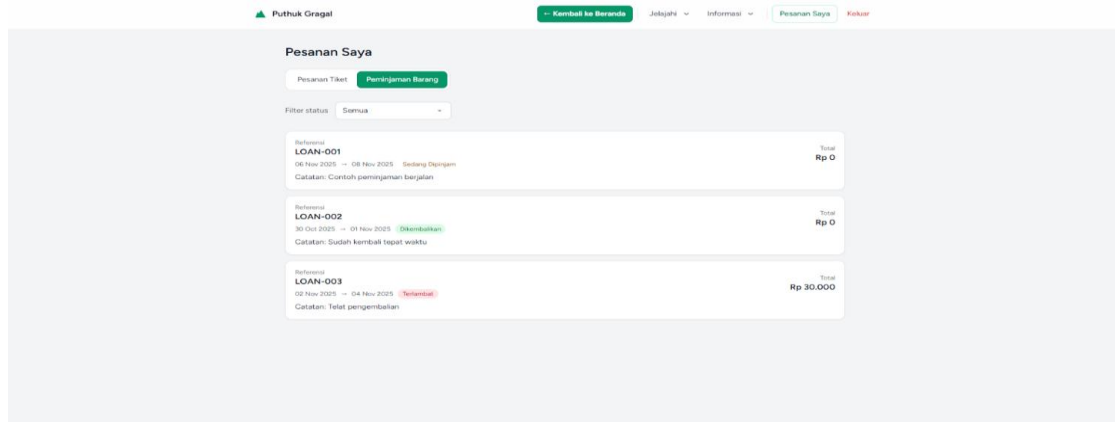 Puthuk Gragal
← Kembali ke Beranda
Jelajahi
Informasi
Pesanan Saya
Keluar
Pesanan Saya
Pesanan Tiket
Peminjaman Barang
Filter status
Semua
Referensi
LOAN-001
06 Nov 2025 → 08 Nov 2025 Sedang Dipinjam
Catatan: Contoh peminjaman berjalan
Total
Rp 0
Referensi
LOAN-002
30 Oct 2025 → 01 Nov 2025 Dikembalikan
Catatan: Sudah kembali tepat waktu
Total
Rp 0
Referensi
LOAN-003
02 Nov 2025 → 04 Nov 2025 Terlambat
Catatan: Telat pengembalian
Total
Rp 30.000